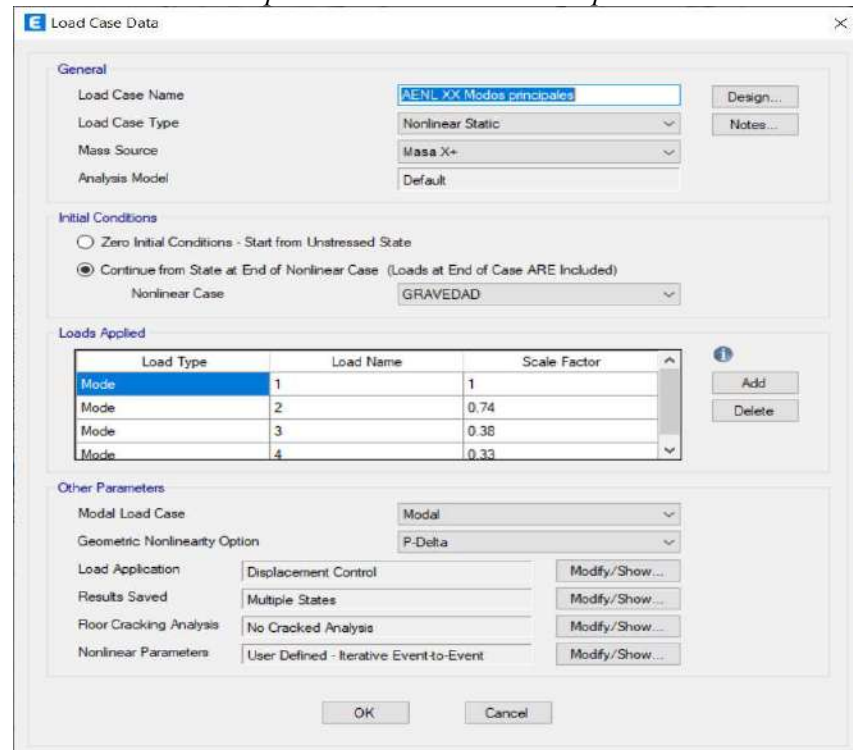 E Load Case Data
General
Load Case Name AENL XX Modos principales Design...
Load Case Type Nonlinear Static Notes...
Mass Source Masa X+
Analysis Model Default
Initial Conditions
Zero Initial Conditions - Start from Unstressed State
Continue from State at End of Nonlinear Case (Loads at End of Case ARE Included)
Nonlinear Case GRAVEDAD
Loads Applied
Load Type Load Name Scale Factor
Mode 1 1 Add
Mode 2 0.74 Delete
Mode 3 0.38
Mode 4 0.33
Other Parameters
Modal Load Case Modal
Geometric Nonlinearity Option P-Delta
Load Application Displacement Control Modify/Show...
Results Saved Multiple States Modify/Show...
Floor Cracking Analysis No Cracked Analysis Modify/Show...
Nonlinear Parameters User Defined - Iterative Event-to-Event Modify/Show...
OK Cancel